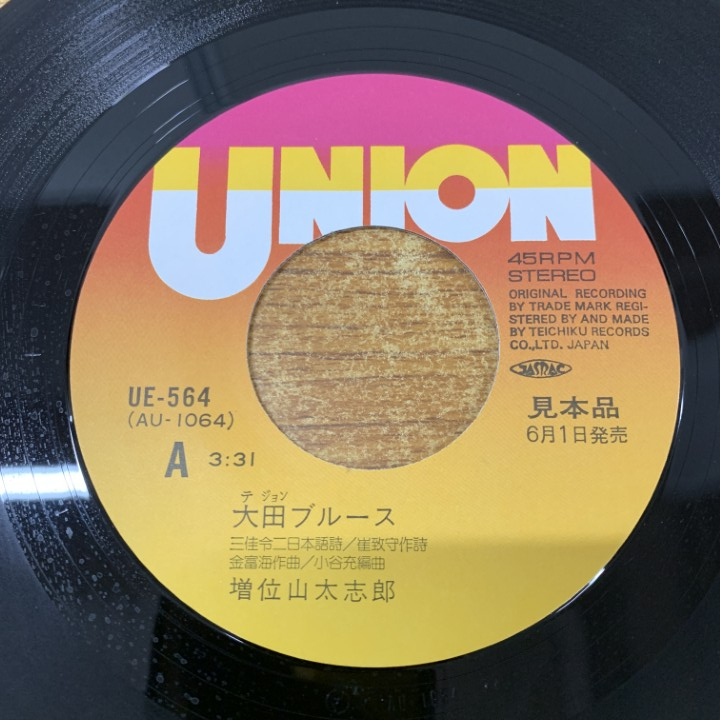 UNION
45RPM
STEREO
ORIGINAL RECORDING
BY TRADE MARK REGI-
STERED BY AND MADE
BY TEICHIKU RECORDS
CO.,LTD. JAPAN
JASRAC
UE-564
(AU-1064)
見本品
6月1日発売
A 3:31
テジョン
大田ブルース
三佳令二日本語詩/崔致守作詩
金富海作曲/小谷充編曲
増位山太志郎